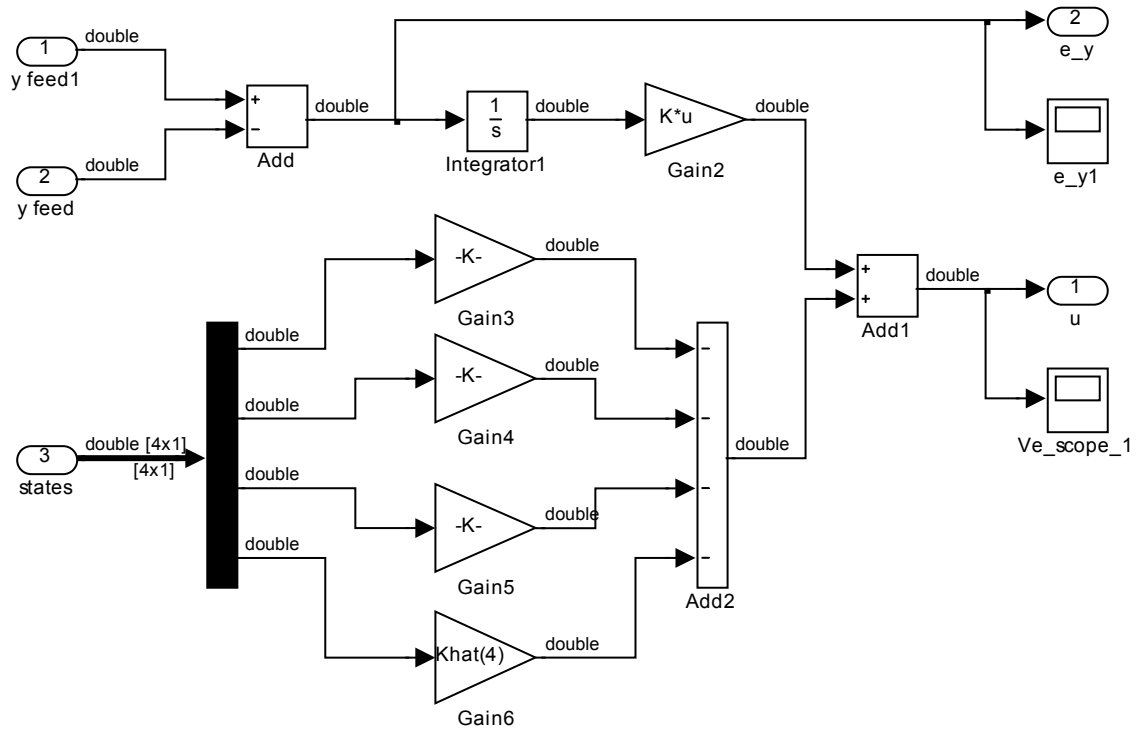 2
e_y
1
y feed1
double
+
−
double
Add
1
s
Integrator1
double
K*u
Gain2
double
e_y1
2
y feed
double
-K-
Gain3
double
+
+
Add1
double
1
u
double
-K-
Gain4
double
−
double
−
Ve_scope_1
3
states
double [4x1]
[4x1]
double
-K-
Gain5
double
−
double
double
Khat(4)
Gain6
double
−
Add2